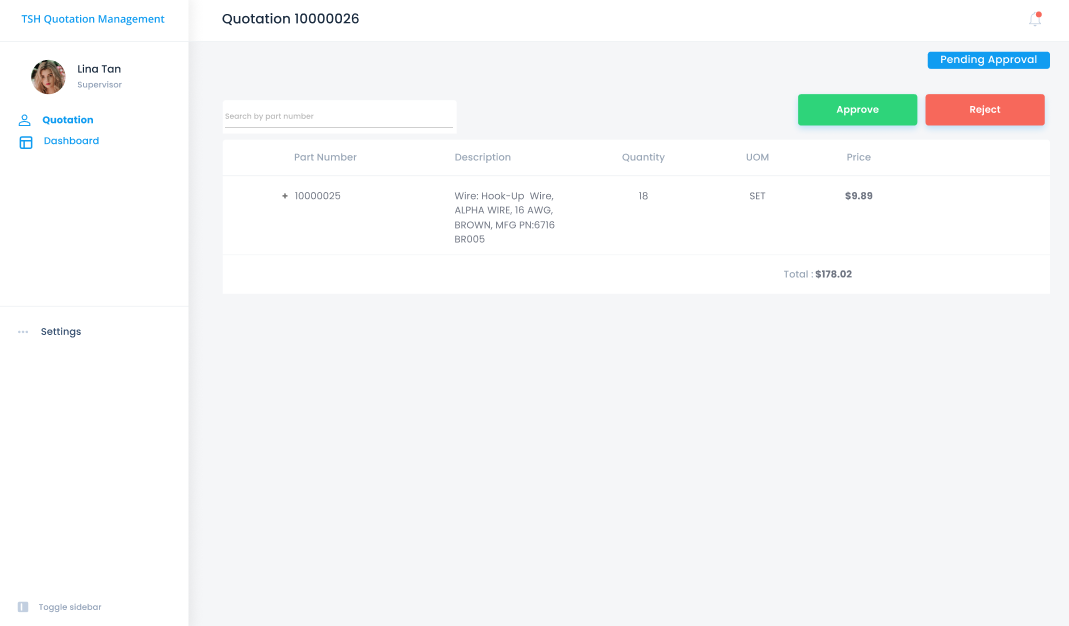 TSH Quotation Management
Quotation 10000026
Lina Tan
Supervisor
Quotation
Dashboard
Settings
Toggle sidebar
Pending Approval
Search by part number
Approve
Reject
Part Number
Description
Quantity
UOM
Price
+ 10000025
Wire: Hook-Up Wire,
ALPHA WIRE, 16 AWG,
BROWN, MFG PN:6716
BR005
18
SET
$9.89
Total : $178.02